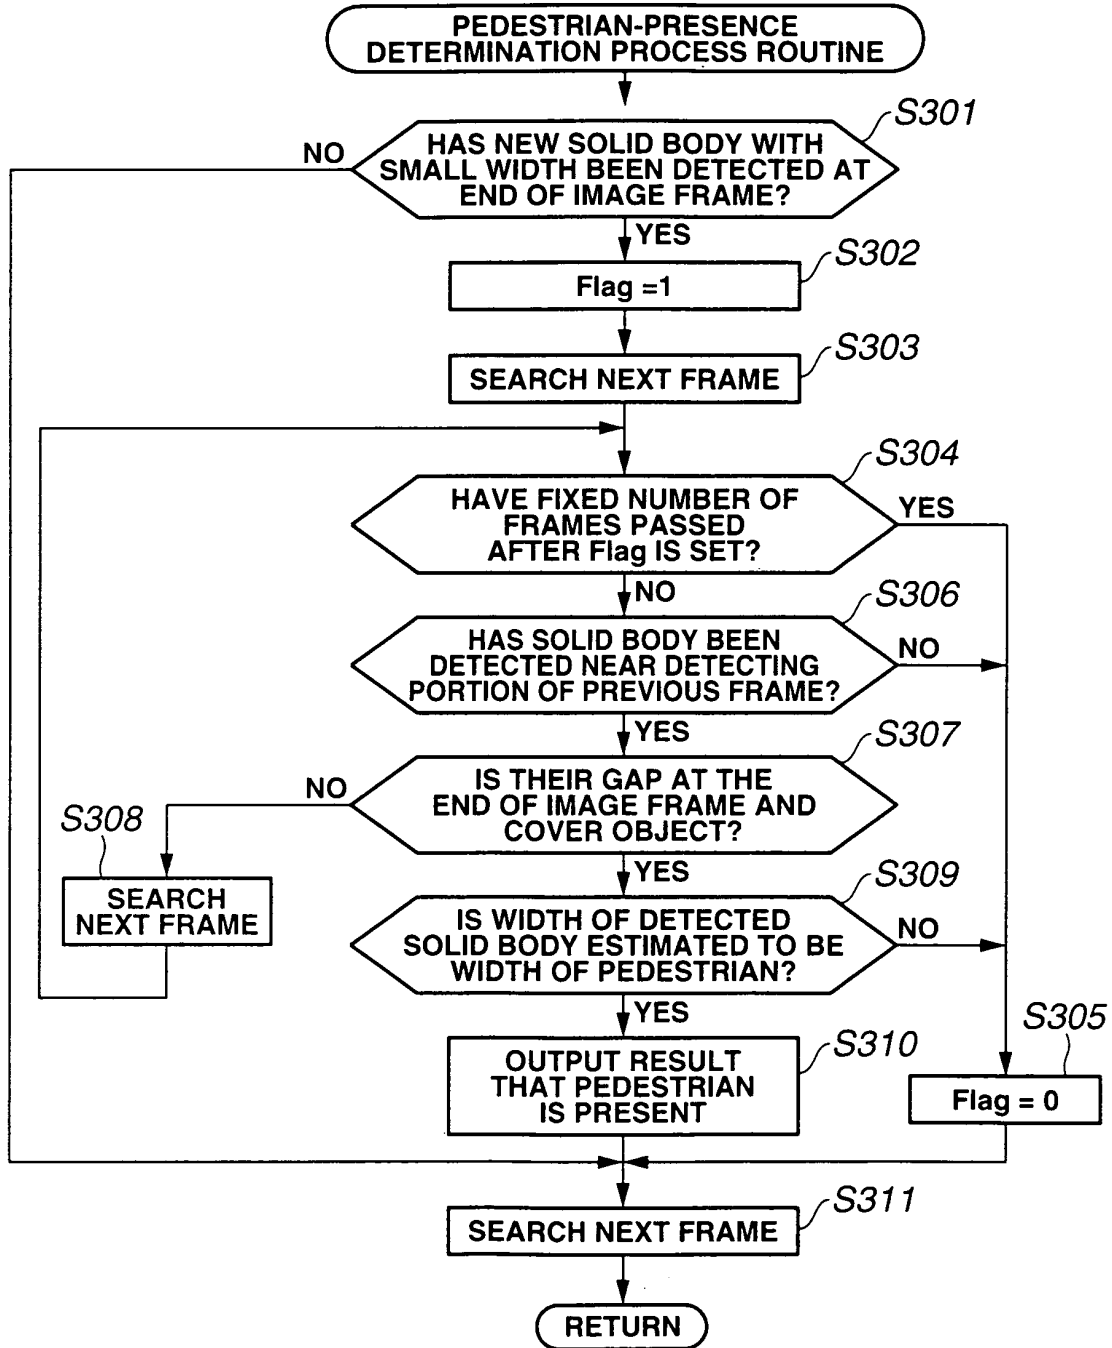 PEDESTRIAN-PRESENCE
DETERMINATION PROCESS ROUTINE
S301
HAS NEW SOLID BODY WITH
SMALL WIDTH BEEN DETECTED AT
END OF IMAGE FRAME?
NO
YES
S302
Flag =1
S303
SEARCH NEXT FRAME
S304
HAVE FIXED NUMBER OF
FRAMES PASSED
AFTER Flag IS SET?
YES
NO
S306
HAS SOLID BODY BEEN
DETECTED NEAR DETECTING
PORTION OF PREVIOUS FRAME?
NO
YES
S307
IS THEIR GAP AT THE
END OF IMAGE FRAME AND
COVER OBJECT?
NO
S308
SEARCH
NEXT FRAME
YES
S309
IS WIDTH OF DETECTED
SOLID BODY ESTIMATED TO BE
WIDTH OF PEDESTRIAN?
NO
YES
S310
OUTPUT RESULT
THAT PEDESTRIAN
IS PRESENT
S305
Flag = 0
S311
SEARCH NEXT FRAME
RETURN